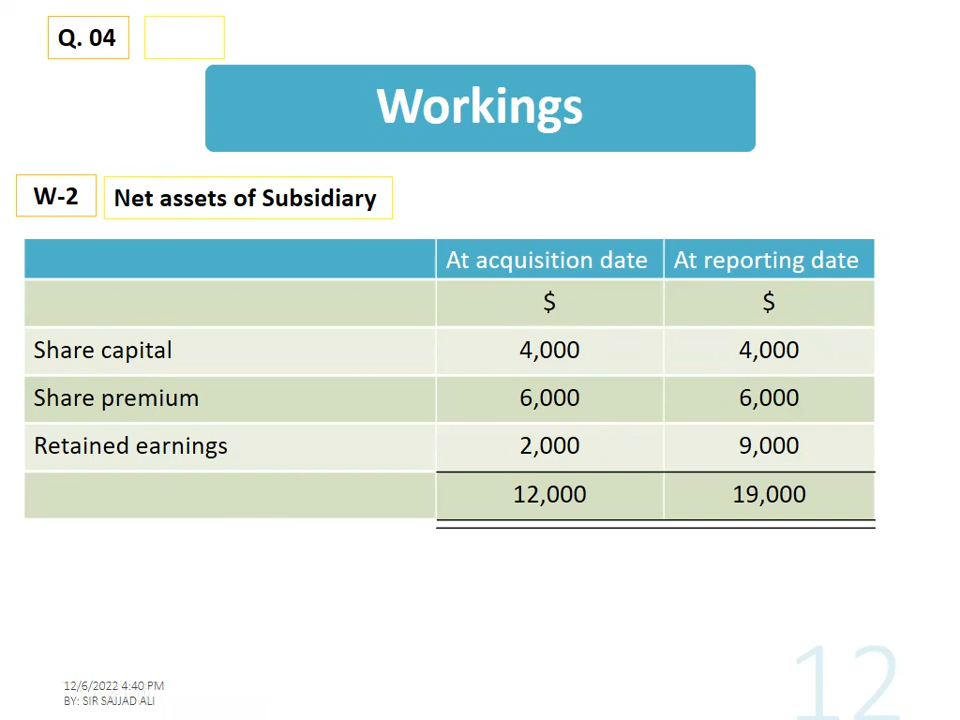 Q. 04
Workings
W-2 Net assets of Subsidiary
At acquisition date At reporting date
$ $
Share capital 4,000 4,000
Share premium 6,000 6,000
Retained earnings 2,000 9,000
12,000 19,000
12/6/2022 4:40 PM
BY: SIR SAJJAD ALI
12